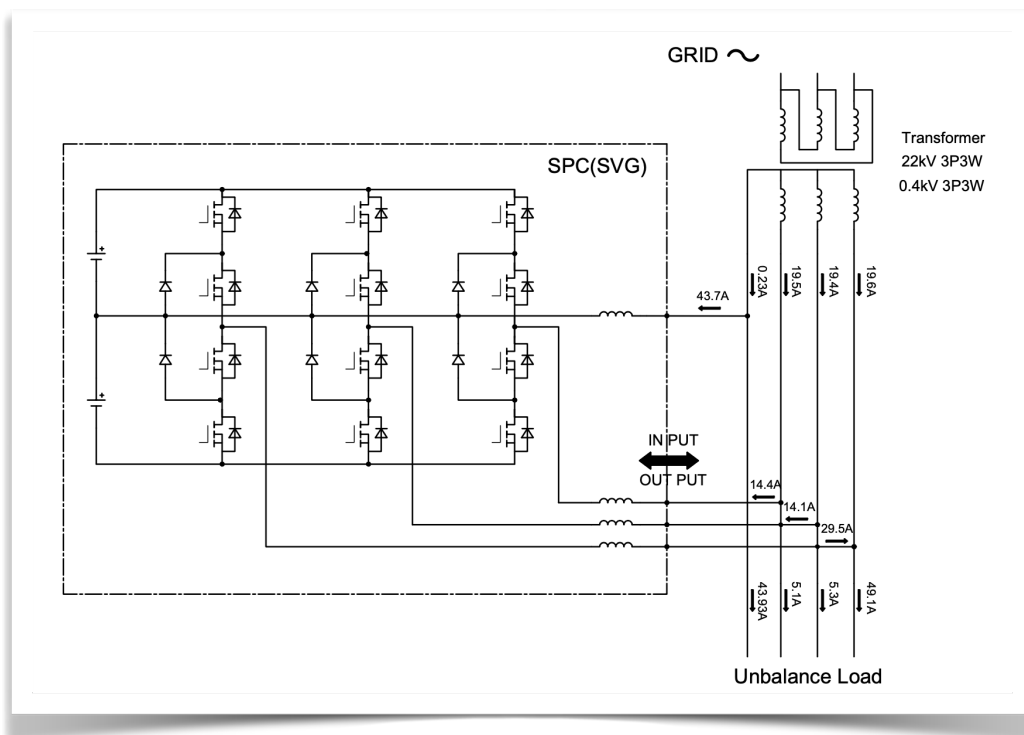 GRID
Transformer
22kV 3P3W
0.4kV 3P3W
SPC(SVG)
+
+
0.23A
19.5A
19.4A
19.6A
43.7A
IN PUT
OUT PUT
14.4A
14.1A
29.5A
43.93A
5.1A
5.3A
49.1A
Unbalance Load